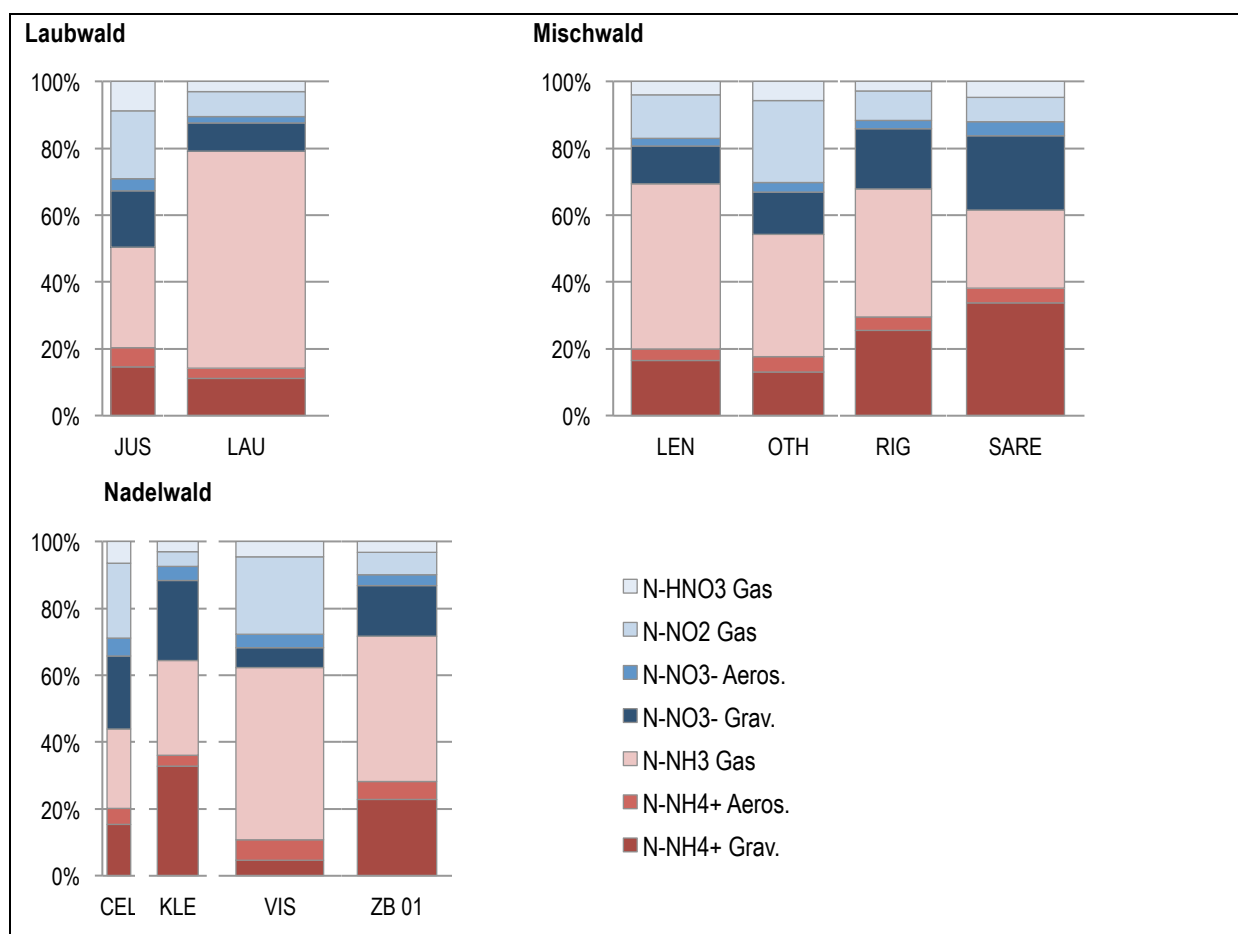 Laubwald
100%
80%
60%
40%
20%
0%
JUS LAU
Mischwald
100%
80%
60%
40%
20%
0%
LEN OTH RIG SARE
Nadelwald
100%
80%
60%
40%
20%
0%
CEL KLE VIS ZB 01
N-HNO3 Gas
N-NO2 Gas
N-NO3- Aeros.
N-NO3- Grav.
N-NH3 Gas
N-NH4+ Aeros.
N-NH4+ Grav.